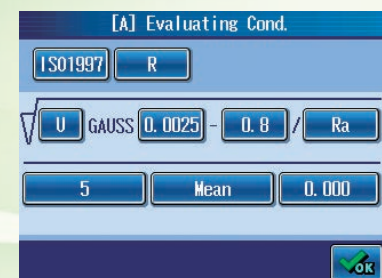 [A] Evaluating Cond.
ISO1997 R
U GAUSS 0.0025 - 0.8 / Ra
5 Mean 0.000
OK